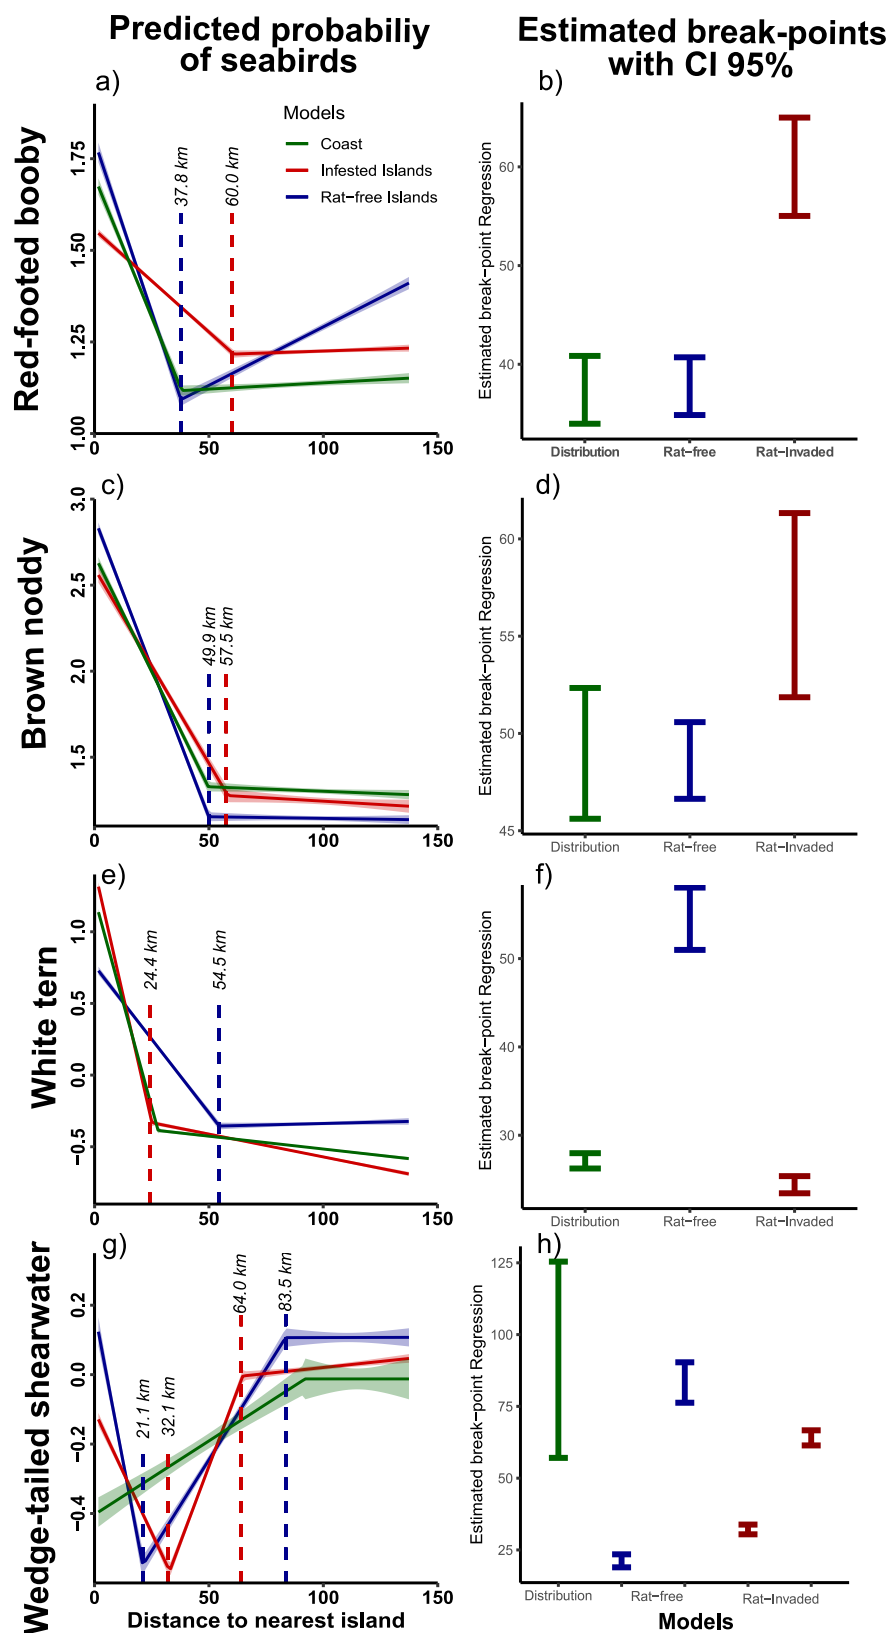 Predicted probabiliy
of seabirds
Estimated break-points
with CI 95%
Red-footed booby
a)
Models
Coast
Infested Islands
Rat-free Islands
37.8 km
60.0 km
1.75
1.50
1.25
1.00
0
50
100
150
b)
Estimated break-point Regression
60
50
40
Distribution
Rat-free
Rat-Invaded
Brown noddy
c)
49.9 km
57.5 km
3.0
2.5
2.0
1.5
0
50
100
150
d)
Estimated break-point Regression
60
55
50
45
Distribution
Rat-free
Rat-Invaded
White tern
e)
24.4 km
54.5 km
1.0
0.5
0.0
-0.5
0
50
100
150
f)
Estimated break-point Regression
50
40
30
Distribution
Rat-free
Rat-Invaded
Wedge-tailed shearwater
g)
21.1 km
32.1 km
64.0 km
83.5 km
0.2
0.0
-0.2
-0.4
0
50
100
150
Distance to nearest island
h)
Estimated break-point Regression
125
100
75
50
25
Distribution
Rat-free
Rat-Invaded
Models